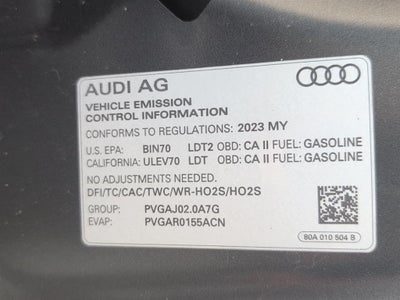 AUDI AG
VEHICLE EMISSION
CONTROL INFORMATION
CONFORMS TO REGULATIONS: 2023 MY
U.S. EPA: BIN70 LDT2 OBD: CA II FUEL: GASOLINE
CALIFORNIA: ULEV70 LDT OBD: CA II FUEL: GASOLINE
NO ADJUSTMENTS NEEDED.
DFI/TC/CAC/TWC/WR-HO2S/HO2S
GROUP: PVGAJ02.0A7G
EVAP: PVGAR0155ACN
80A 010 504 B